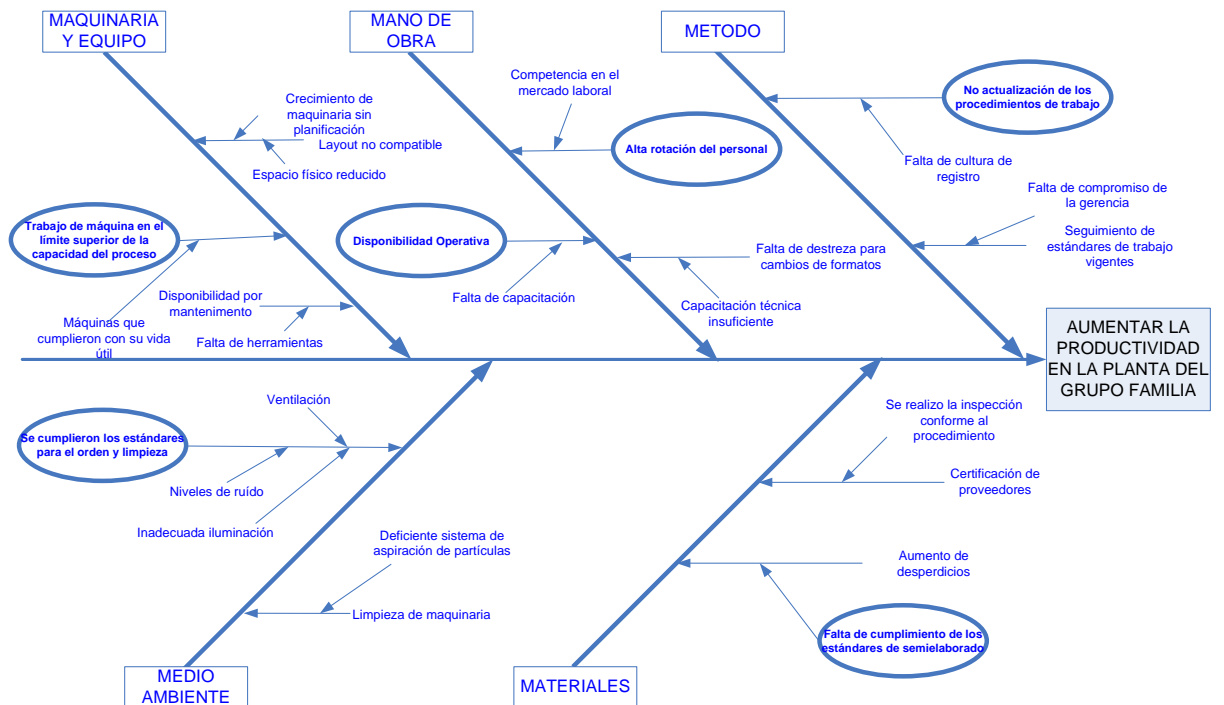 MAQUINARIA
Y EQUIPO
MANO DE
OBRA
METODO
Crecimiento de
maquinaria sin
planificación
Layout no compatible
Espacio físico reducido
Trabajo de máquina en el
límite superior de la
capacidad del proceso
Máquinas que
cumplieron con su vida
útil
Disponibilidad por
mantenimiento
Falta de herramientas
Competencia en el
mercado laboral
Alta rotación del personal
Disponibilidad Operativa
Falta de capacitación
Falta de destreza para
cambios de formatos
Capacitación técnica
insuficiente
No actualización de los
procedimientos de trabajo
Falta de cultura de
registro
Falta de compromiso de
la gerencia
Seguimiento de
estándares de trabajo
vigentes
AUMENTAR LA
PRODUCTIVIDAD
EN LA PLANTA DEL
GRUPO FAMILIA
Ventilación
Se cumplieron los estándares
para el orden y limpieza
Niveles de ruído
Inadecuada iluminación
Deficiente sistema de
aspiración de partículas
Limpieza de maquinaria
Se realizo la inspección
conforme al
procedimiento
Certificación de
proveedores
Aumento de
desperdicios
Falta de cumplimiento de los
estándares de semielaborado
MEDIO
AMBIENTE
MATERIALES